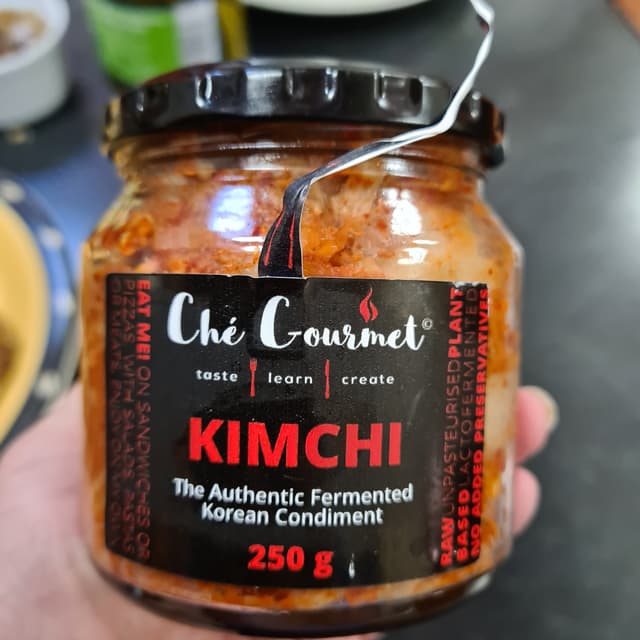 Ché Gourmet©
taste learn create
KIMCHI
The Authentic Fermented
Korean Condiment
250 g
EAT ME! ON SANDWICHES OR
PIZZAS, WITH SALADS, PASTAS
RAW UNPASTEURISED PLANT
BASED LACTOFERMENTED
NO ADDED PRESERVATIVES